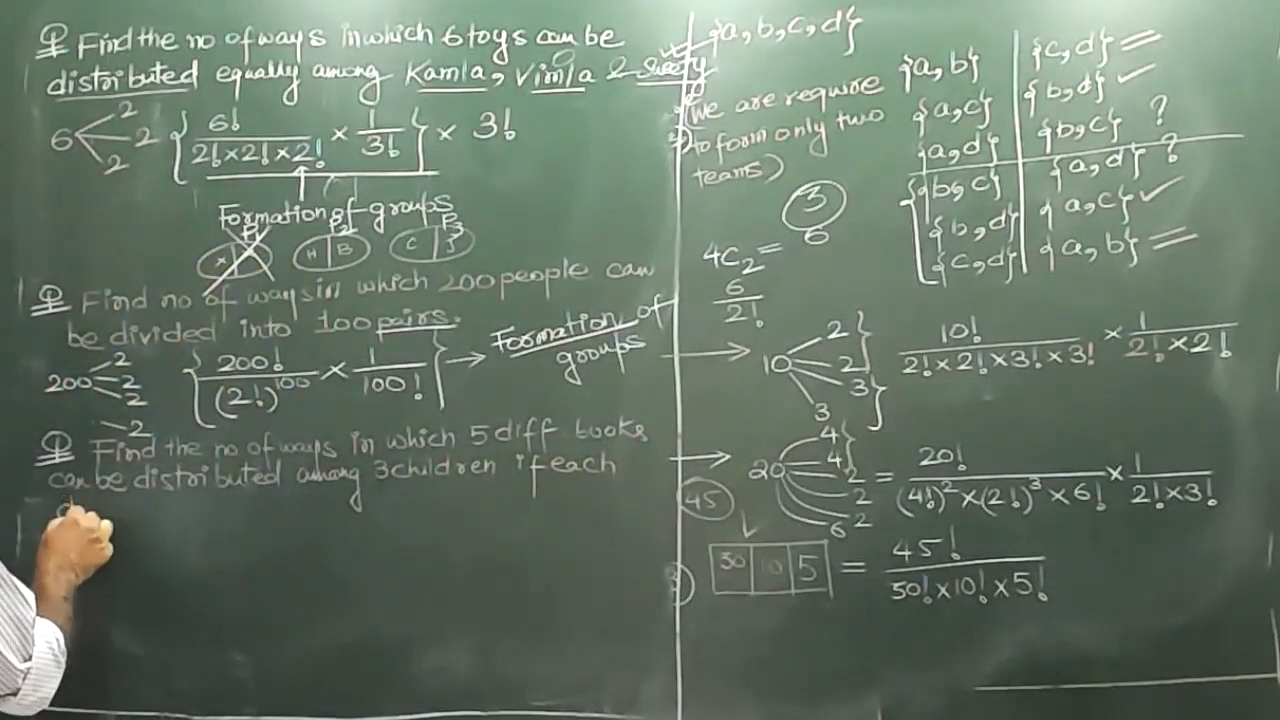 Q Find the no of ways in which 6 toys can be
distributed equally among Kamla, Vimla & Sweety
6 2 2 2 { 6! / 2!×2!×2! × 1/3! } × 3!
Formation of groups
P1 P2 P3
H B C J
Q Find no of ways in which 200 people can
be divided into 100 pairs.
200 2 2 2 2 { 200! / (2!)^100 × 1/100! } → Formation of
groups
Q Find the no of ways in which 5 diff books
can be distributed among 3 children if each
{a,b,c,d}
(we are require
to form only two
teams)
{a,b} {c,d}
{a,c} {b,d} ✓
{a,d} {b,c} ?
{b,c} {a,d} ?
{b,d} {a,c} ✓
{c,d} {a,b}
3
4C₂ = 6
6/2!
→ 10 2 2 3 3 10! / 2!×2!×3!×3! × 1 / 2!×2!
→ 20 4 4 2 2 2 6 = 20! / (4!)²×(2!)³×6! × 1 / 2!×3!
45
30 10 5 = 45! / 30!×10!×5!